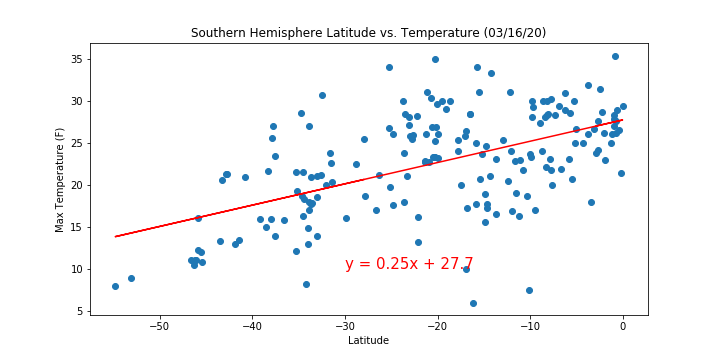 Southern Hemisphere Latitude vs. Temperature (03/16/20)
Max Temperature (F)
35
30
25
20
15
10
5
y = 0.25x + 27.7
−50 −40 −30 −20 −10 0
Latitude